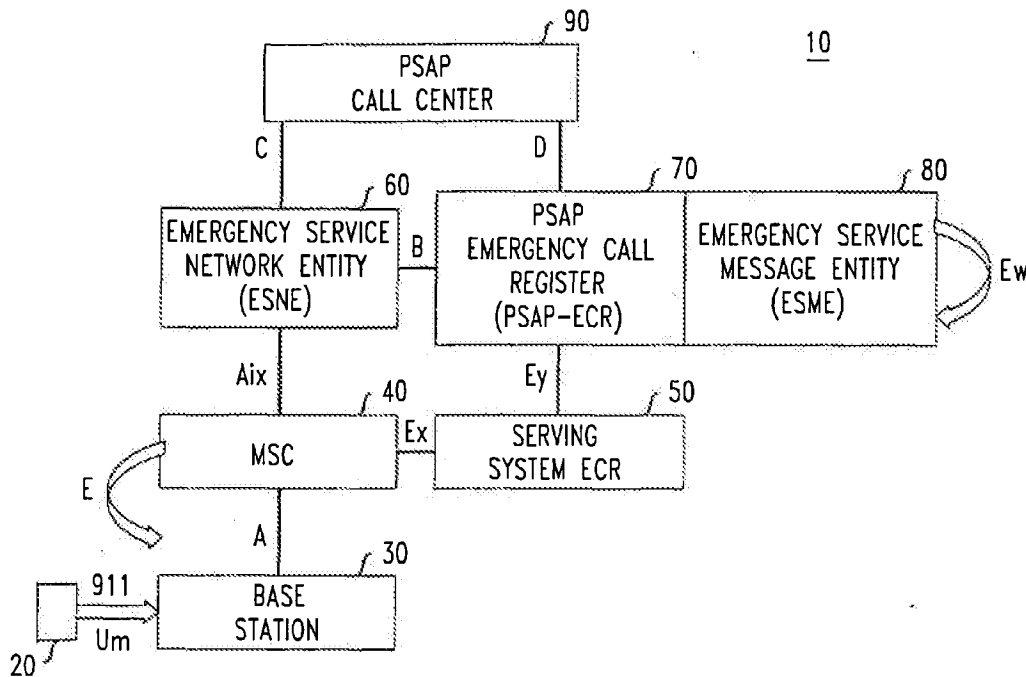 90
10
PSAP
CALL CENTER
C
D
60
70
80
EMERGENCY SERVICE
NETWORK ENTITY
(ESNE)
B
PSAP
EMERGENCY CALL
REGISTER
(PSAP-ECR)
EMERGENCY SERVICE
MESSAGE ENTITY
(ESME)
Ew
Aix
Ey
40
50
MSC
Ex
SERVING
SYSTEM ECR
E
A
30
911
Um
BASE
STATION
20